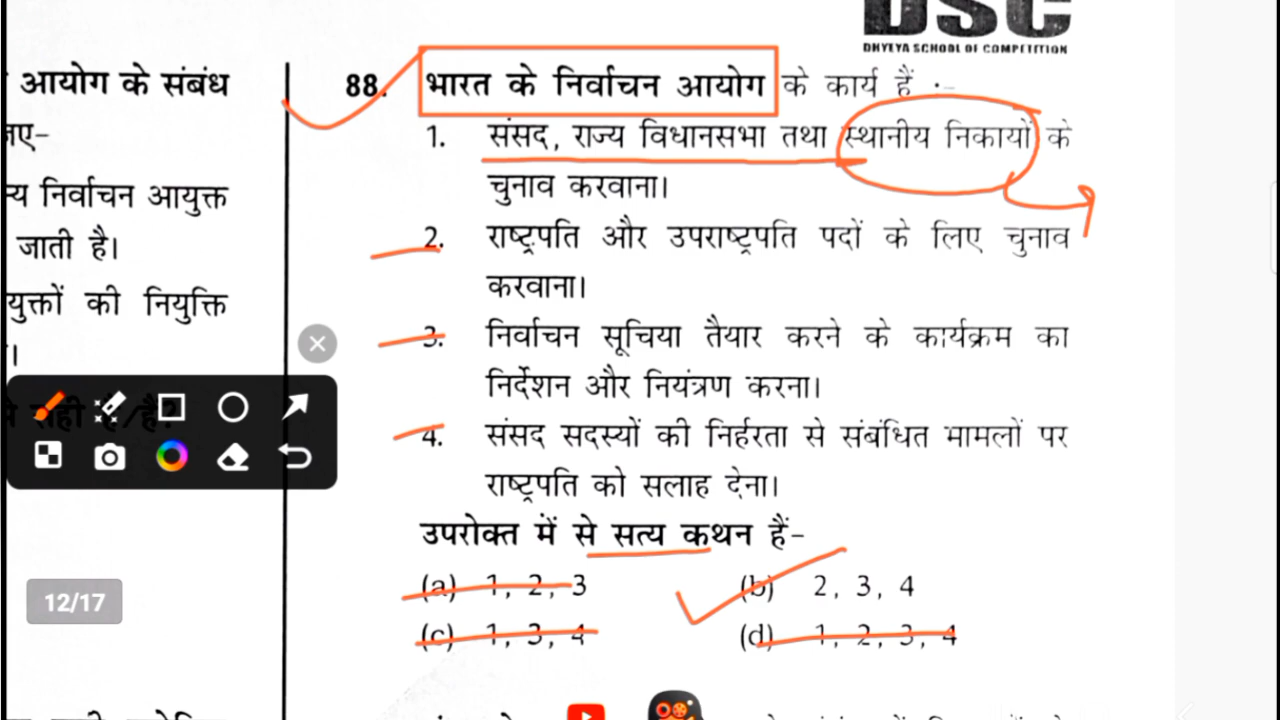 DSC
DHYEYA SCHOOL OF COMPETITION
आयोग के संबंध
न्य निर्वाचन आयुक्त
जाती है।
युक्तों की नियुक्ति
12/17
88. भारत के निर्वाचन आयोग के कार्य हैं :-
1. संसद, राज्य विधानसभा तथा स्थानीय निकायों के
चुनाव करवाना।
2. राष्ट्रपति और उपराष्ट्रपति पदों के लिए चुनाव
करवाना।
3. निर्वाचन सूचिया तैयार करने के कार्यक्रम का
निर्देशन और नियंत्रण करना।
4. संसद सदस्यों की निर्हरता से संबंधित मामलों पर
राष्ट्रपति को सलाह देना।
उपरोक्त में से सत्य कथन हैं-
(a) 1, 2, 3 (b) 2, 3, 4
(c) 1, 3, 4 (d) 1, 2, 3, 4